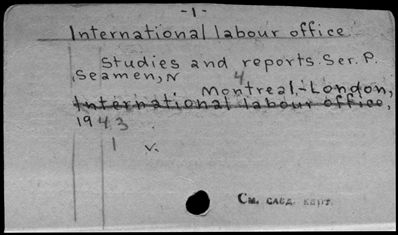 -1-
International labour office
Studies and reports. Ser. P.
Seamen, N 4
Montreal,-London,
International labour office,
1943
1 v.
См. след. карт.